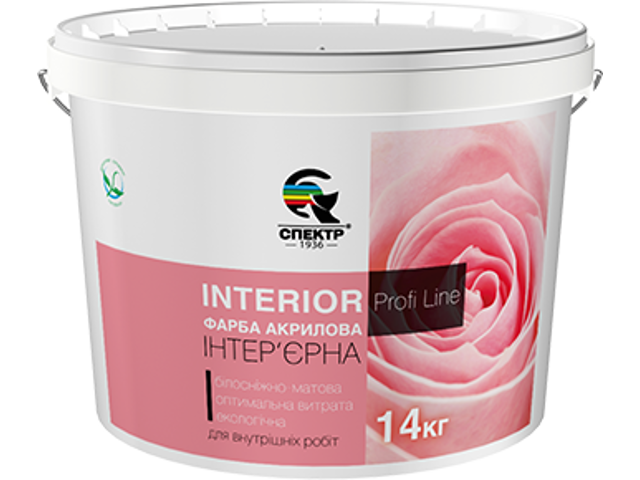 СПЕКТР®
1936
INTERIOR Profi Line
ФАРБА АКРИЛОВА
ІНТЕР'ЄРНА
білосніжно-матова
оптимальна витрата
екологічна
для внутрішніх робіт
14кг